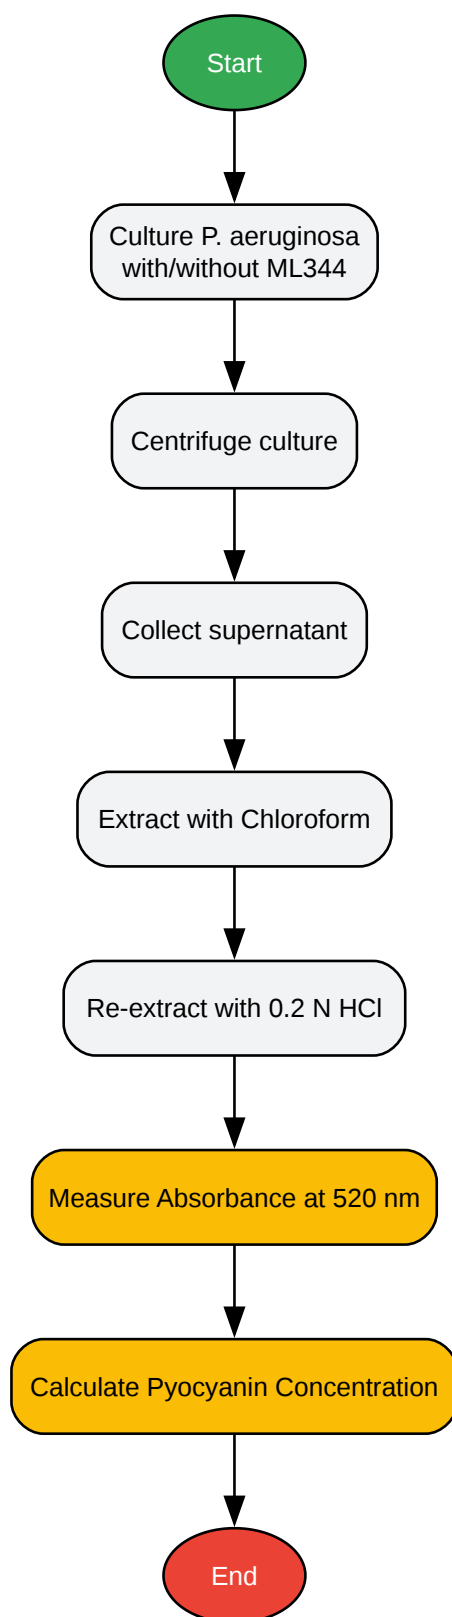 Start
Culture P. aeruginosa
with/without ML344
Centrifuge culture
Collect supernatant
Extract with Chloroform
Re-extract with 0.2 N HCl
Measure Absorbance at 520 nm
Calculate Pyocyanin Concentration
End